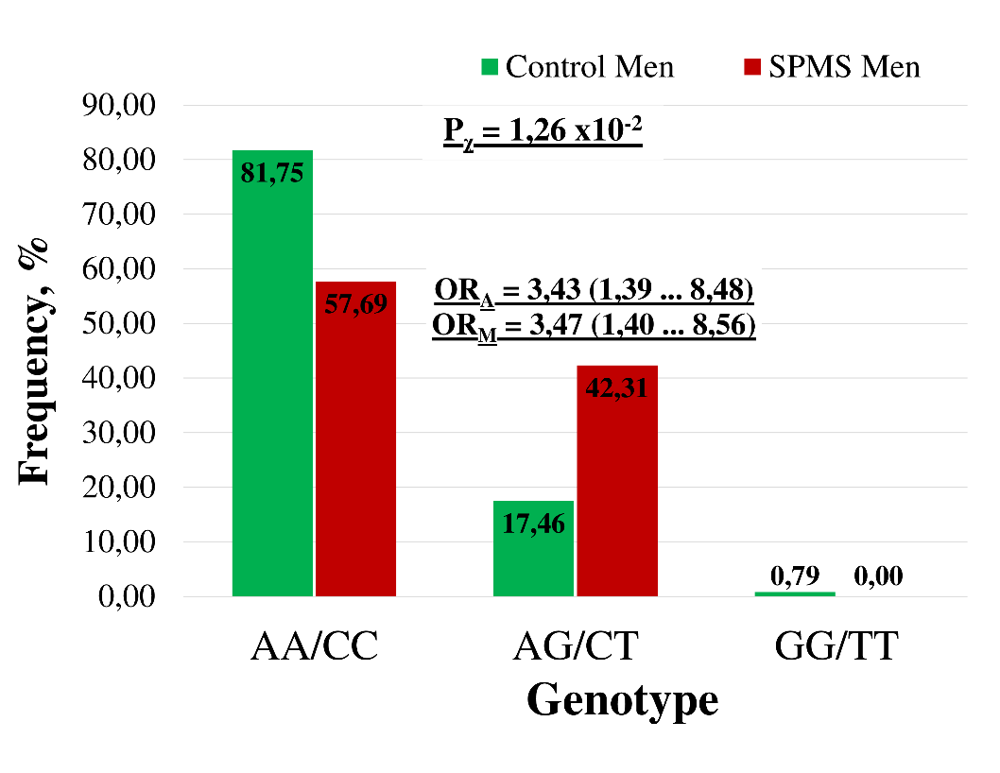 Control Men
SPMS Men
90,00
80,00
70,00
60,00
50,00
40,00
30,00
20,00
10,00
0,00
Frequency, %
Pχ = 1,26 x10-2
ORA = 3,43 (1,39 ... 8,48)
ORM = 3,47 (1,40 ... 8,56)
81,75
57,69
17,46
42,31
0,79
0,00
AA/CC
AG/CT
GG/TT
Genotype